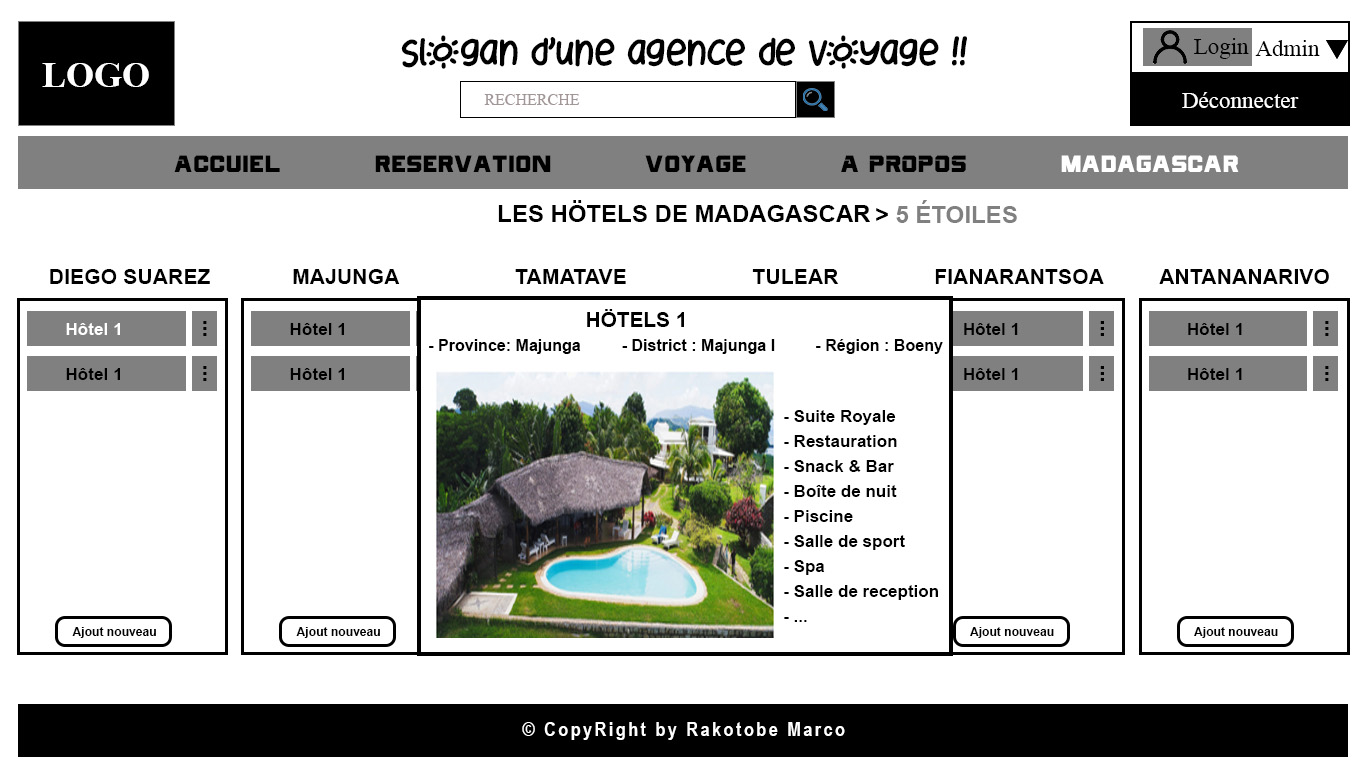 LOGO
slogan d'une agence de voyage !!
RECHERCHE
Login Admin
Déconnecter
ACCUIEL RESERVATION VOYAGE A PROPOS MADAGASCAR
LES HÖTELS DE MADAGASCAR > 5 ÉTOILES
DIEGO SUAREZ MAJUNGA TAMATAVE TULEAR FIANARANTSOA ANTANANARIVO
Hôtel 1
Hôtel 1
Ajout nouveau
Hôtel 1
Hôtel 1
Ajout nouveau
HÖTELS 1
- Province: Majunga - District : Majunga I - Région : Boeny
- Suite Royale
- Restauration
- Snack & Bar
- Boîte de nuit
- Piscine
- Salle de sport
- Spa
- Salle de reception
- ...
Hôtel 1
Hôtel 1
Ajout nouveau
Hôtel 1
Hôtel 1
Ajout nouveau
© CopyRight by Rakotobe Marco